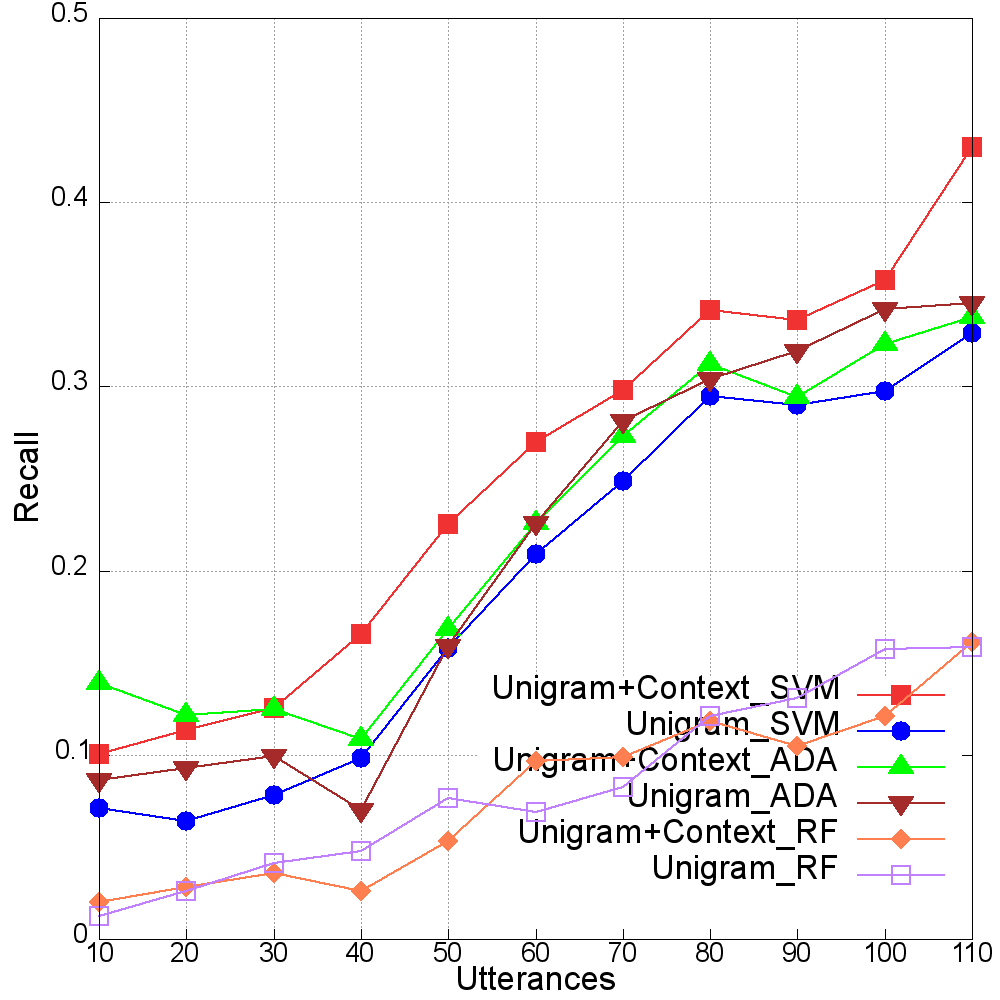 0.5
0.4
0.3
0.2
0.1
0
Recall
Unigram+Context_SVM
Unigram_SVM
Unigram+Context_ADA
Unigram_ADA
Unigram+Context_RF
Unigram_RF
10 20 30 40 50 60 70 80 90 100 110
Utterances